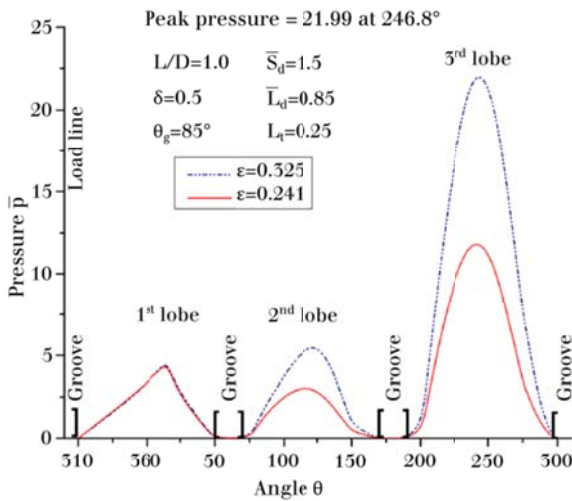 Peak pressure = 21.99 at 246.8°
L/D=1.0 S̅d=1.5
δ=0.5 L̅d=0.85
θg=85° Lt=0.25
3rd lobe
ε=0.325
ε=0.241
1st lobe
2nd lobe
Load line
Groove
Groove
Groove
Groove
Pressure p̅
25
20
15
10
5
0
310 360 50 100 150 200 250 300
Angle θ